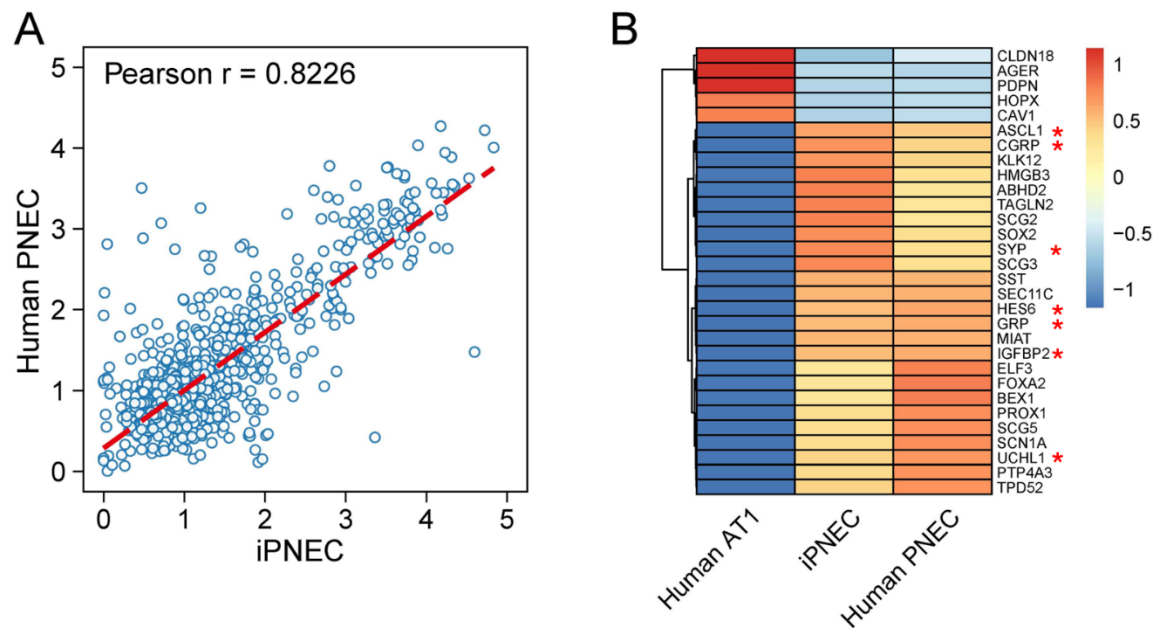 A
Pearson r = 0.8226
Human PNEC
5
4
3
2
1
0
0 1 2 3 4 5
iPNEC
B
CLDN18
AGER
PDPN
HOPX
CAV1
ASCL1 *
CGRP *
KLK12
HMGB3
ABHD2
TAGLN2
SCG2
SOX2
SYP *
SCG3
SST
SEC11C
HES6 *
GRP *
MIAT
IGFBP2 *
ELF3
FOXA2
BEX1
PROX1
SCG5
SCN1A
UCHL1 *
PTP4A3
TPD52
Human AT1
iPNEC
Human PNEC
1
0.5
0
−0.5
−1